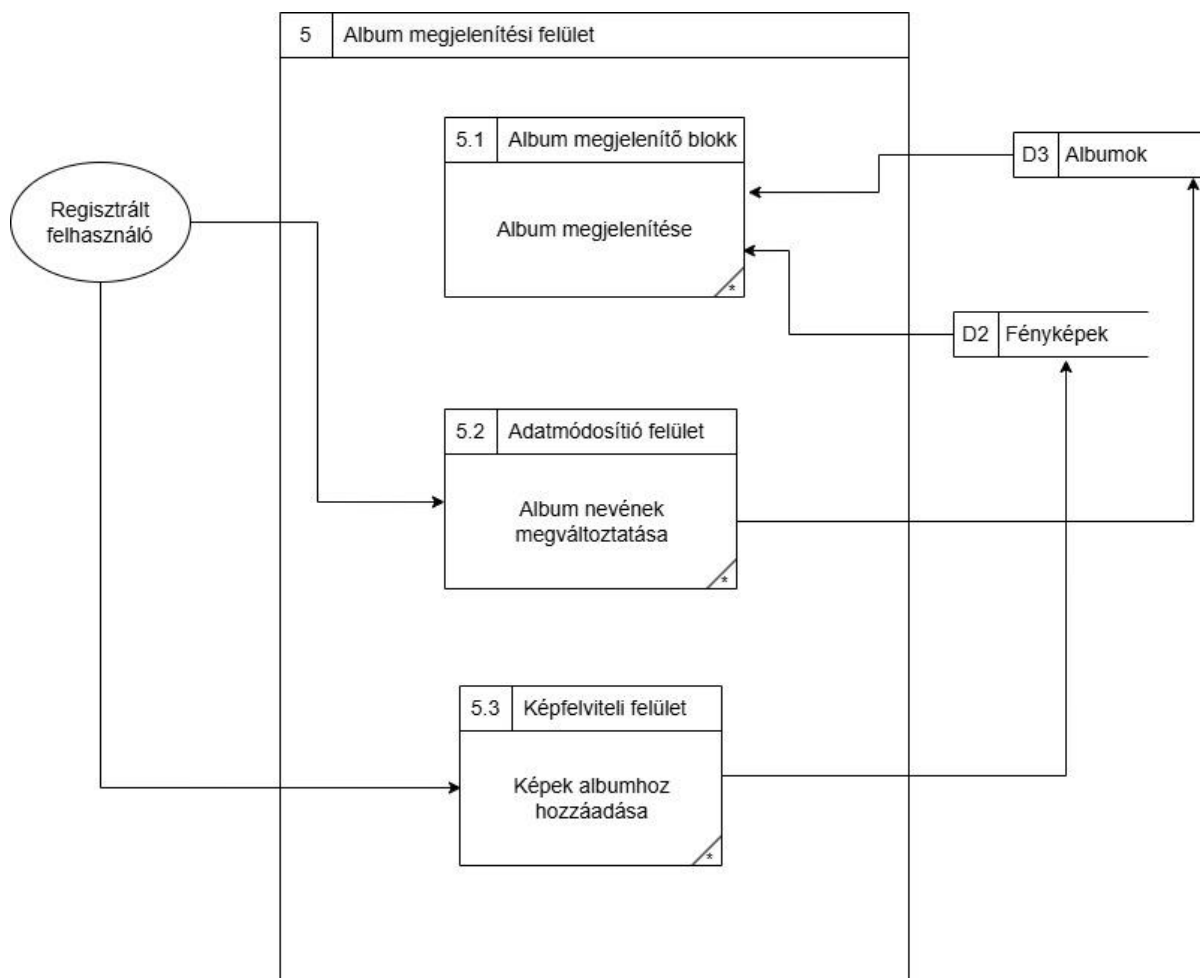 5 Album megjelenítési felület
5.1 Album megjelenítő blokk
Album megjelenítése
*
D3 Albumok
Regisztrált
felhasználó
D2 Fényképek
5.2 Adatmódosítió felület
Album nevének
megváltoztatása
*
5.3 Képfelviteli felület
Képek albumhoz
hozzáadása
*